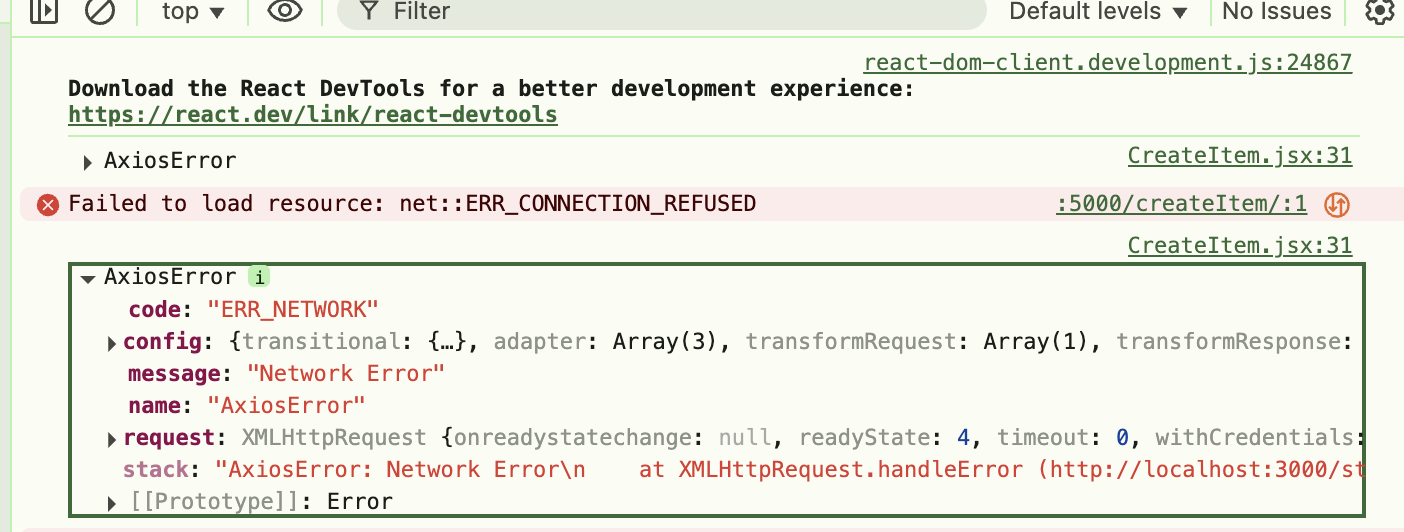 top ▼ Filter Default levels ▼ No Issues
react-dom-client.development.js:24867
Download the React DevTools for a better development experience:
https://react.dev/link/react-devtools
▶ AxiosError CreateItem.jsx:31
Failed to load resource: net::ERR_CONNECTION_REFUSED :5000/createItem/:1
CreateItem.jsx:31
▼ AxiosError i
code: "ERR_NETWORK"
▶ config: {transitional: {…}, adapter: Array(3), transformRequest: Array(1), transformResponse:
message: "Network Error"
name: "AxiosError"
▶ request: XMLHttpRequest {onreadystatechange: null, readyState: 4, timeout: 0, withCredentials:
stack: "AxiosError: Network Error\n    at XMLHttpRequest.handleError (http://localhost:3000/st
▶ [[Prototype]]: Error